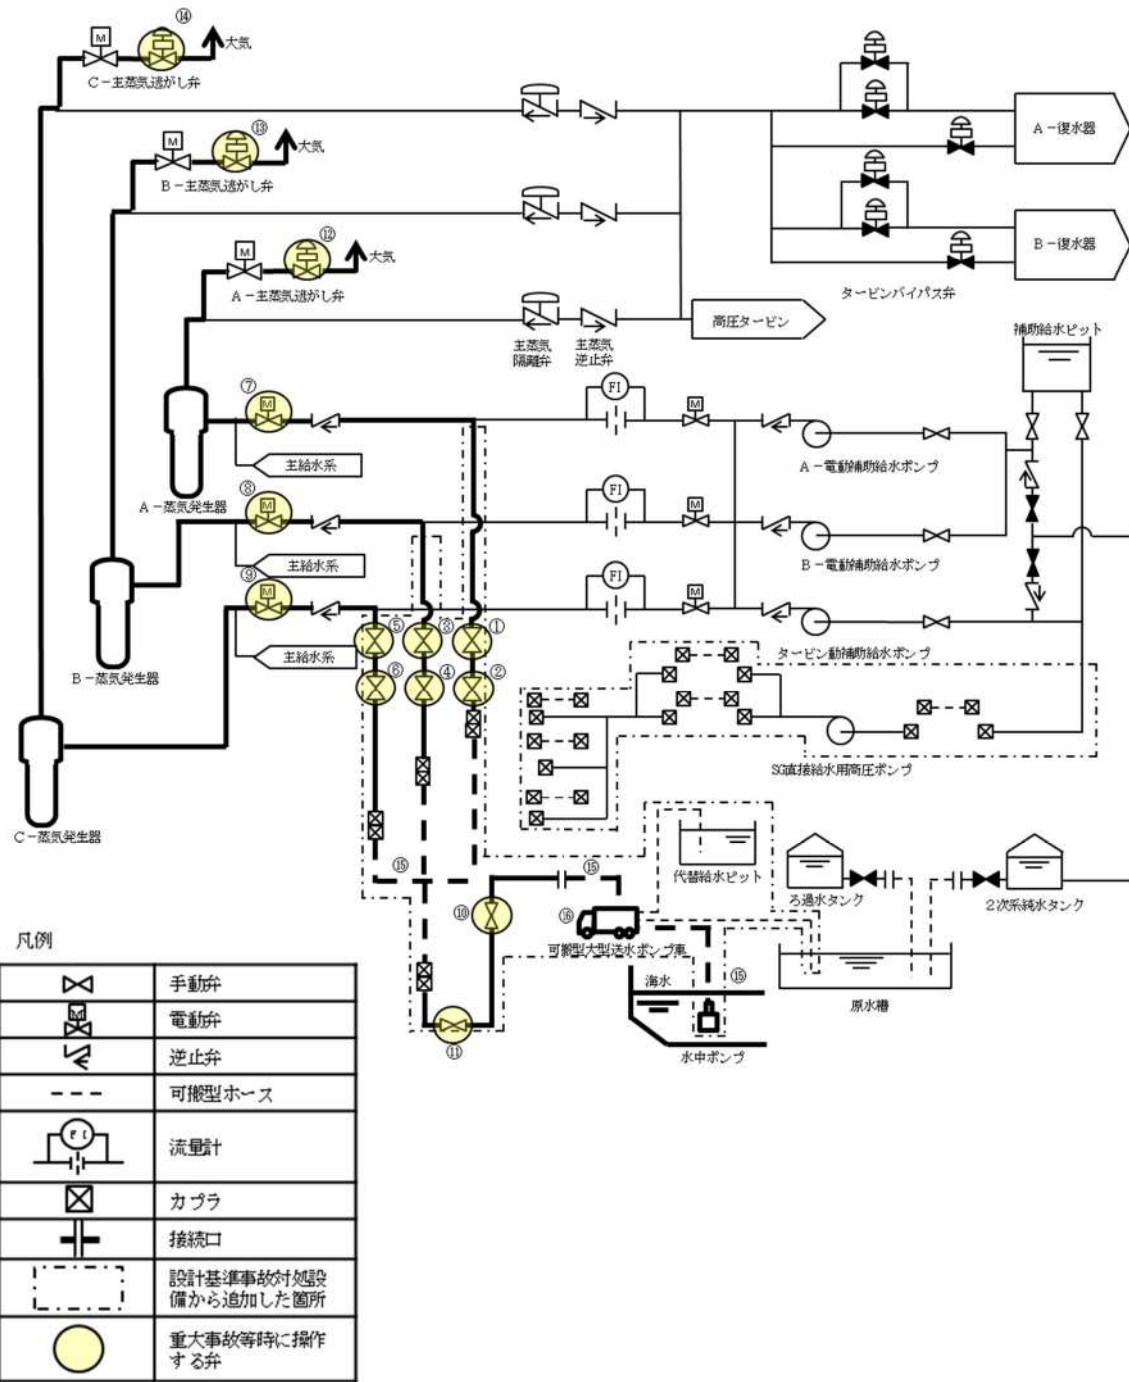 ⑭
M
大気
C－主蒸気逃がし弁
⑬
M
大気
B－主蒸気逃がし弁
⑫
M
大気
A－主蒸気逃がし弁
A－復水器
B－復水器
タービンバイパス弁
高圧タービン
主蒸気
隔離弁
主蒸気
逆止弁
補助給水ピット
⑦
M
FI
M
主給水系
A－電動補助給水ポンプ
A－蒸気発生器
⑧
M
FI
M
主給水系
B－電動補助給水ポンプ
⑨
M
FI
M
主給水系
タービン動補助給水ポンプ
⑤
③
①
⑥
④
②
B－蒸気発生器
SG直接給水用高圧ポンプ
C－蒸気発生器
⑮
⑮
代替給水ピット
ろ過水タンク
2次系純水タンク
⑩
⑯
可搬型大型送水ポンプ車
⑮
海水
原水槽
⑪
水中ポンプ
凡例
手動弁
M
電動弁
逆止弁
可搬型ホース
FI
流量計
カプラ
接続口
設計基準事故対処設
備から追加した箇所
重大事故等時に操作
する弁